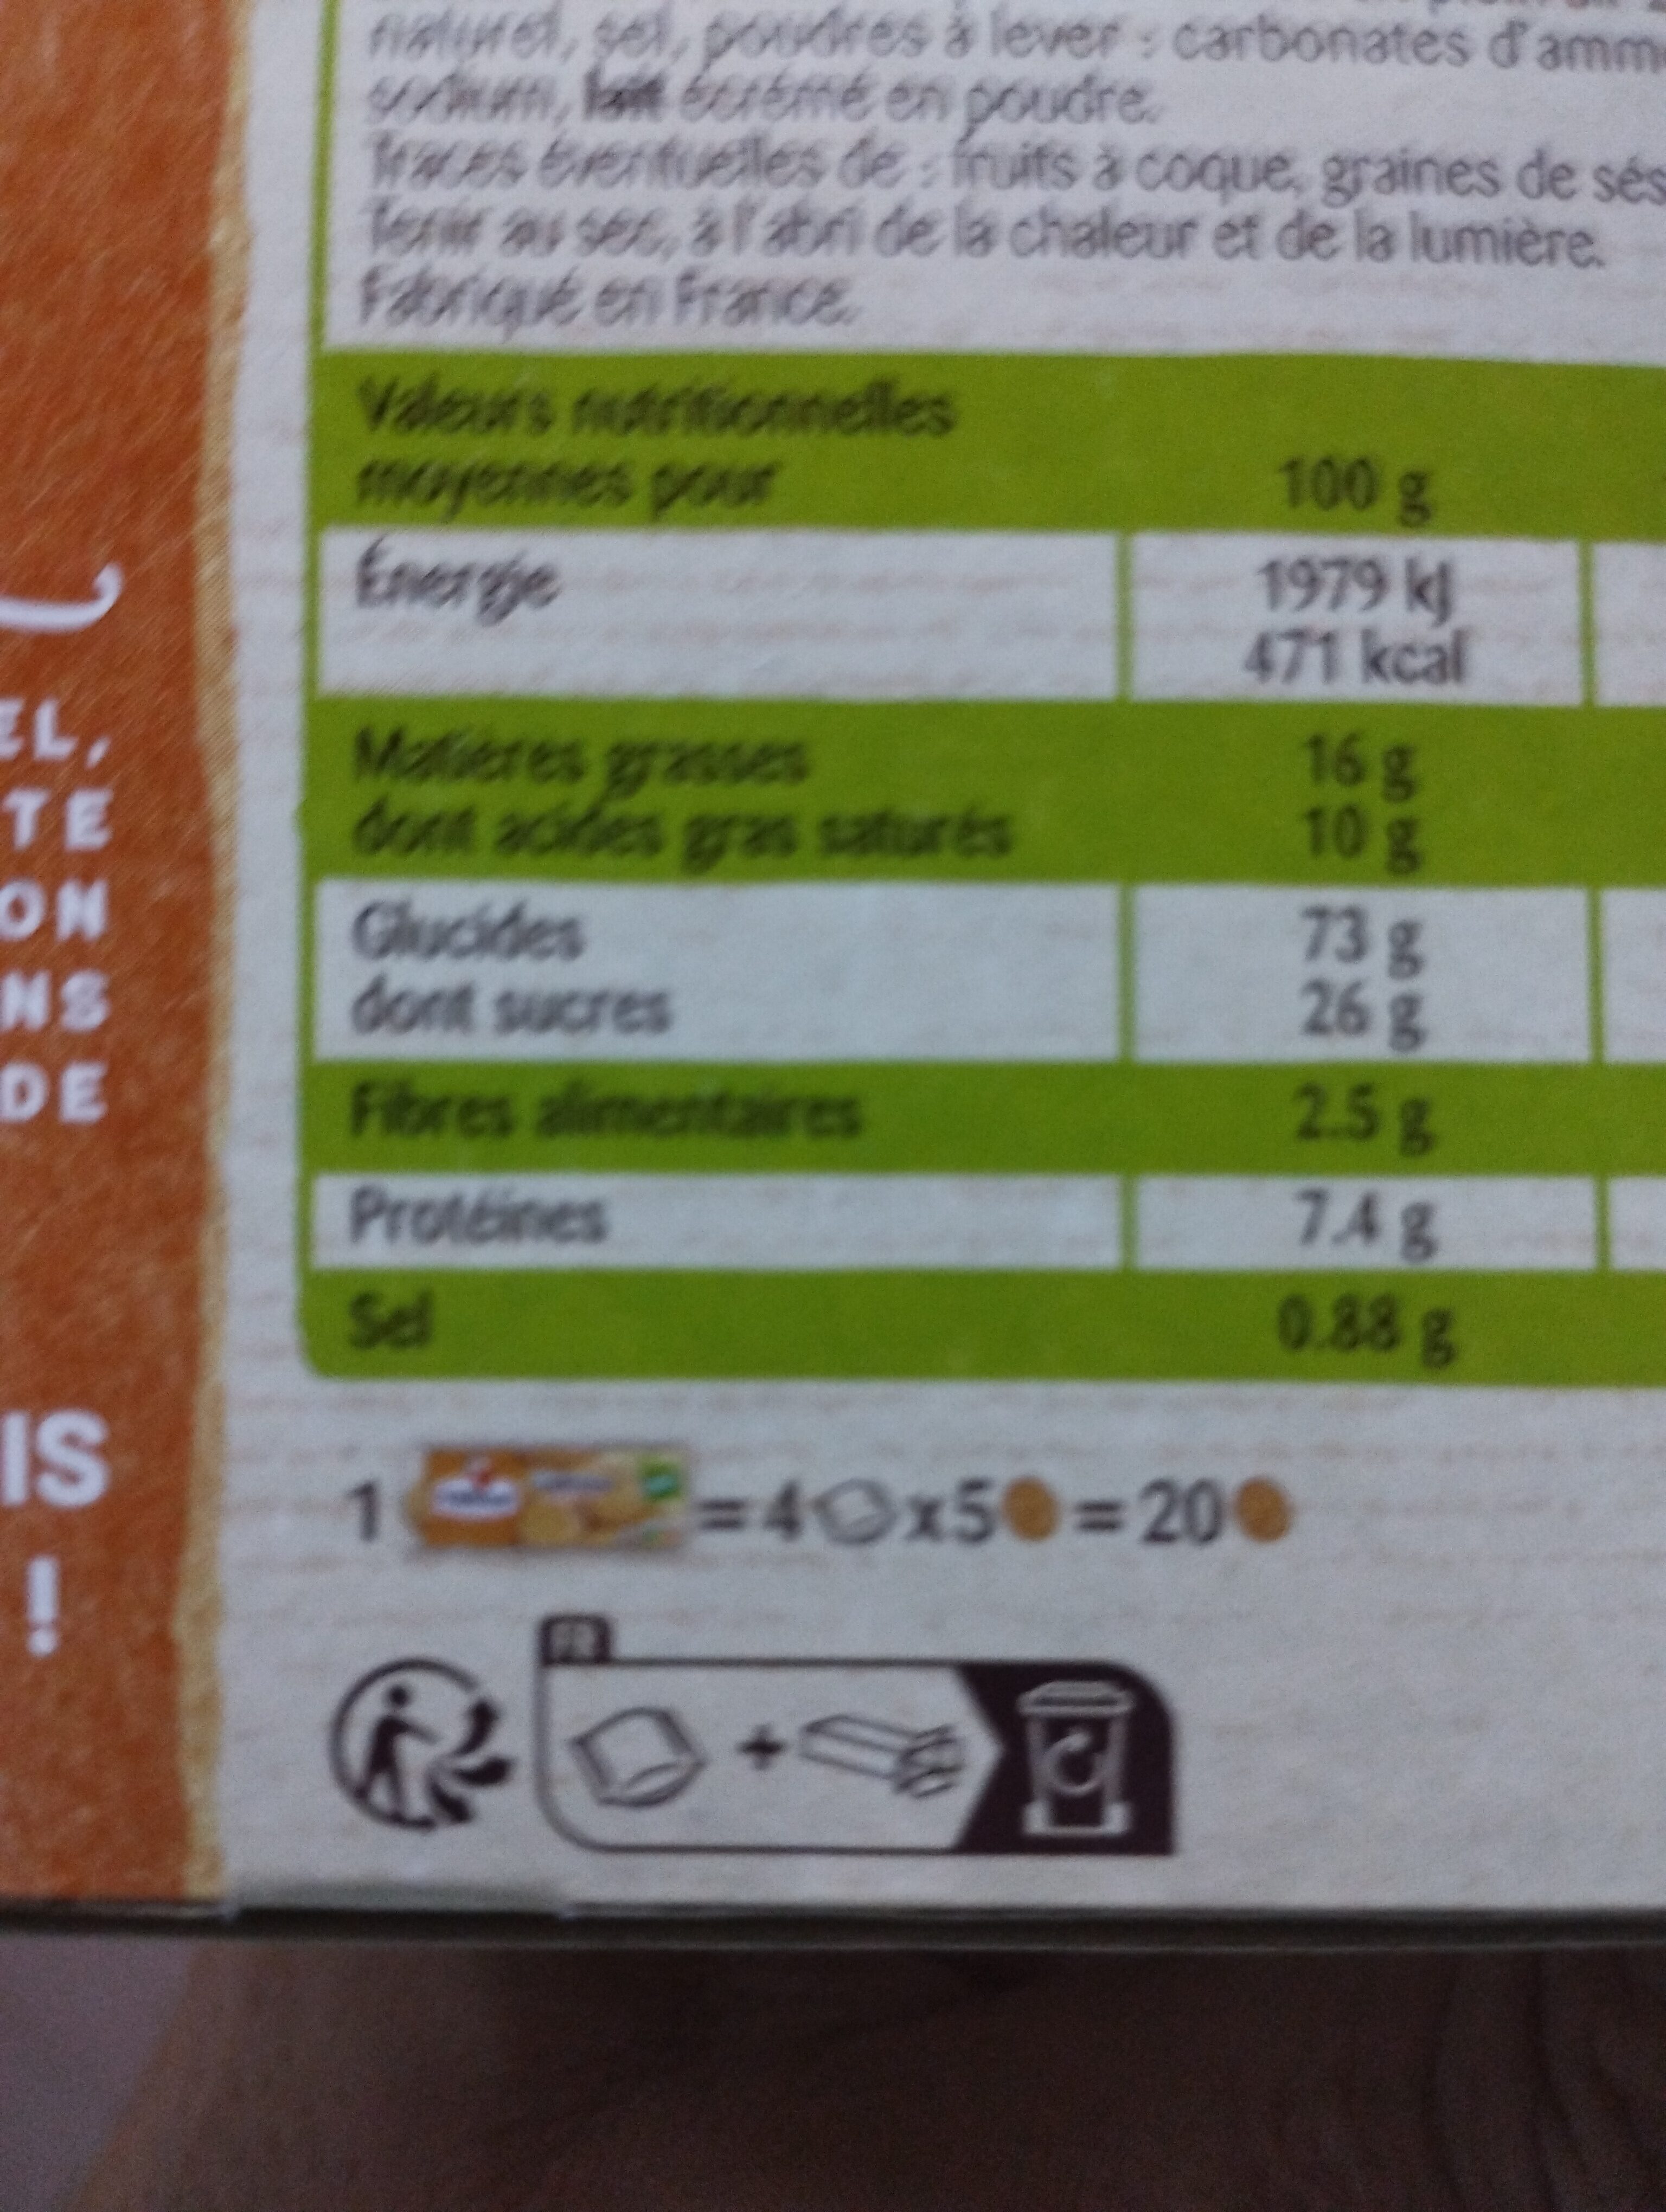 naturel, sel, poudres à lever : carbonates d'amm
sodium, lait écrémé en poudre.
Traces éventuelles de : fruits à coque, graines de sés
Tenir au sec, à l'abri de la chaleur et de la lumière.
Fabriqué en France.
Valeurs nutritionnelles
moyennes pour 100 g
Énergie 1979 kJ
471 kcal
Matières grasses 16 g
dont acides gras saturés 10 g
Glucides 73 g
dont sucres 26 g
Fibres alimentaires 2.5 g
Protéines 7.4 g
Sel 0.88 g
1 = 4 x5 = 20
FR
+
EL,
TE
ON
NS
DE
IS
!